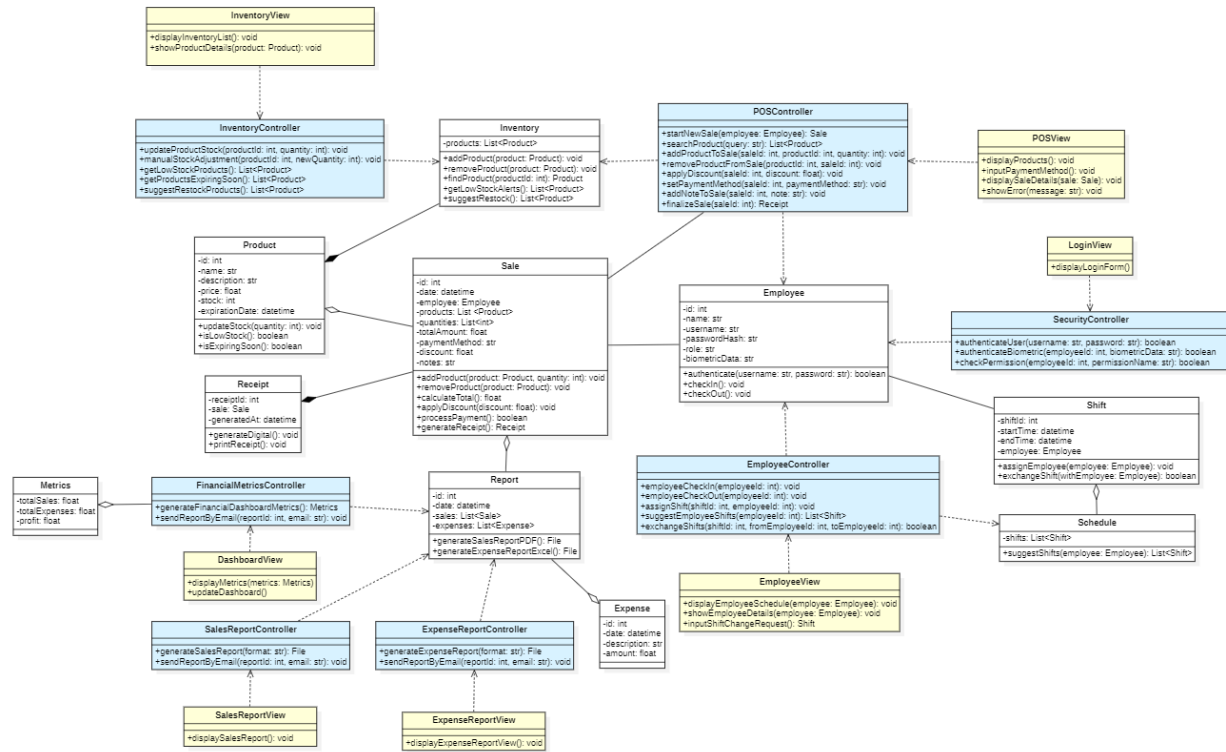 InventoryView
+displayInventoryList(): void
+showProductDetails(product: Product): void
InventoryController
+updateProductStock(productId: int, quantity: int): void
+manualStockAdjustment(productId: int, newQuantity: int): void
+getLowStockProducts(): List<Product>
+getProductsExpiringSoon(): List<Product>
+suggestRestockProducts(): List<Product>
Inventory
-products: List<Product>
+addProduct(product: Product): void
+removeProduct(product: Product): void
+findProduct(productId: int): Product
+getLowStockAlerts(): List<Product>
+suggestRestock(): List<Product>
POSController
+startNewSale(employee: Employee): Sale
+searchProduct(query: str): List<Product>
+addProductToSale(saleId: int, productId: int, quantity: int): void
+removeProductFromSale(productId: int, saleId: int): void
+applyDiscount(saleId: int, discount: float): void
+setPaymentMethod(saleId: int, paymentMethod: str): void
+addNoteToSale(saleId: int, note: str): void
+finalizeSale(saleId: int): Receipt
POSView
+displayProducts(): void
+inputPaymentMethod(): void
+displaySaleDetails(sale: Sale): void
+showError(message: str): void
Product
-id: int
-name: str
-description: str
-price: float
-stock: int
-expirationDate: datetime
+updateStock(quantity: int): void
+isLowStock(): boolean
+isExpiringSoon(): boolean
Sale
-id: int
-date: datetime
-employee: Employee
-products: List <Product>
-quantities: List<int>
-totalAmount: float
-paymentMethod: str
-discount: float
-notes: str
+addProduct(product: Product, quantity: int): void
+removeProduct(product: Product): void
+calculateTotal(): float
+applyDiscount(discount: float): void
+processPayment(): boolean
+generateReceipt(): Receipt
Employee
-id: int
-name: str
-username: str
-passwordHash: str
-role: str
-biometricData: str
+authenticate(username: str, password: str): boolean
+checkIn(): void
+checkOut(): void
LoginView
+displayLoginForm()
SecurityController
+authenticateUser(username: str, password: str): boolean
+authenticateBiometric(employeeId: int, biometricData: str): boolean
+checkPermission(employeeId: int, permissionName: str): boolean
Receipt
-receiptId: int
-sale: Sale
-generatedAt: datetime
+generateDigital(): void
+printReceipt(): void
Shift
-shiftId: int
-startTime: datetime
-endTime: datetime
-employee: Employee
+assignEmployee(employee: Employee): void
+exchangeShift(withEmployee: Employee): boolean
Metrics
-totalSales: float
-totalExpenses: float
-profit: float
FinancialMetricsController
+generateFinancialDashboardMetrics(): Metrics
+sendReportByEmail(reportId: int, email: str): void
Report
-id: int
-date: datetime
-sales: List<Sale>
-expenses: List<Expense>
+generateSalesReportPDF(): File
+generateExpenseReportExcel(): File
EmployeeController
+employeeCheckIn(employeeId: int): void
+employeeCheckOut(employeeId: int): void
+assignShift(shiftId: int, employeeId: int): void
+suggestEmployeeShifts(employeeId: int): List<Shift>
+exchangeShifts(shiftId: int, fromEmployeeId: int, toEmployeeId: int): boolean
Schedule
-shifts: List<Shift>
+suggestShifts(employee: Employee): List<Shift>
DashboardView
+displayMetrics(metrics: Metrics)
+updateDashboard()
EmployeeView
+displayEmployeeSchedule(employee: Employee): void
+showEmployeeDetails(employee: Employee): void
+inputShiftChangeRequest(): Shift
Expense
-id: int
-date: datetime
-description: str
-amount: float
SalesReportController
+generateSalesReport(format: str): File
+sendReportByEmail(reportId: int, email: str): void
ExpenseReportController
+generateExpenseReport(format: str): File
+sendReportByEmail(reportId: int, email: str): void
SalesReportView
+displaySalesReport(): void
ExpenseReportView
+displayExpenseReportView(): void